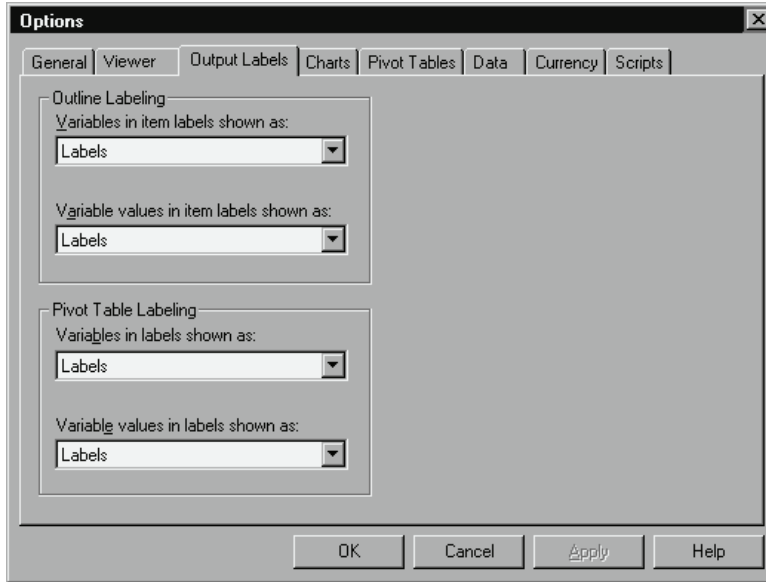 Options
General Viewer Output Labels Charts Pivot Tables Data Currency Scripts
Outline Labeling
Variables in item labels shown as:
Labels
Variable values in item labels shown as:
Labels
Pivot Table Labeling
Variables in labels shown as:
Labels
Variable values in labels shown as:
Labels
OK Cancel Apply Help